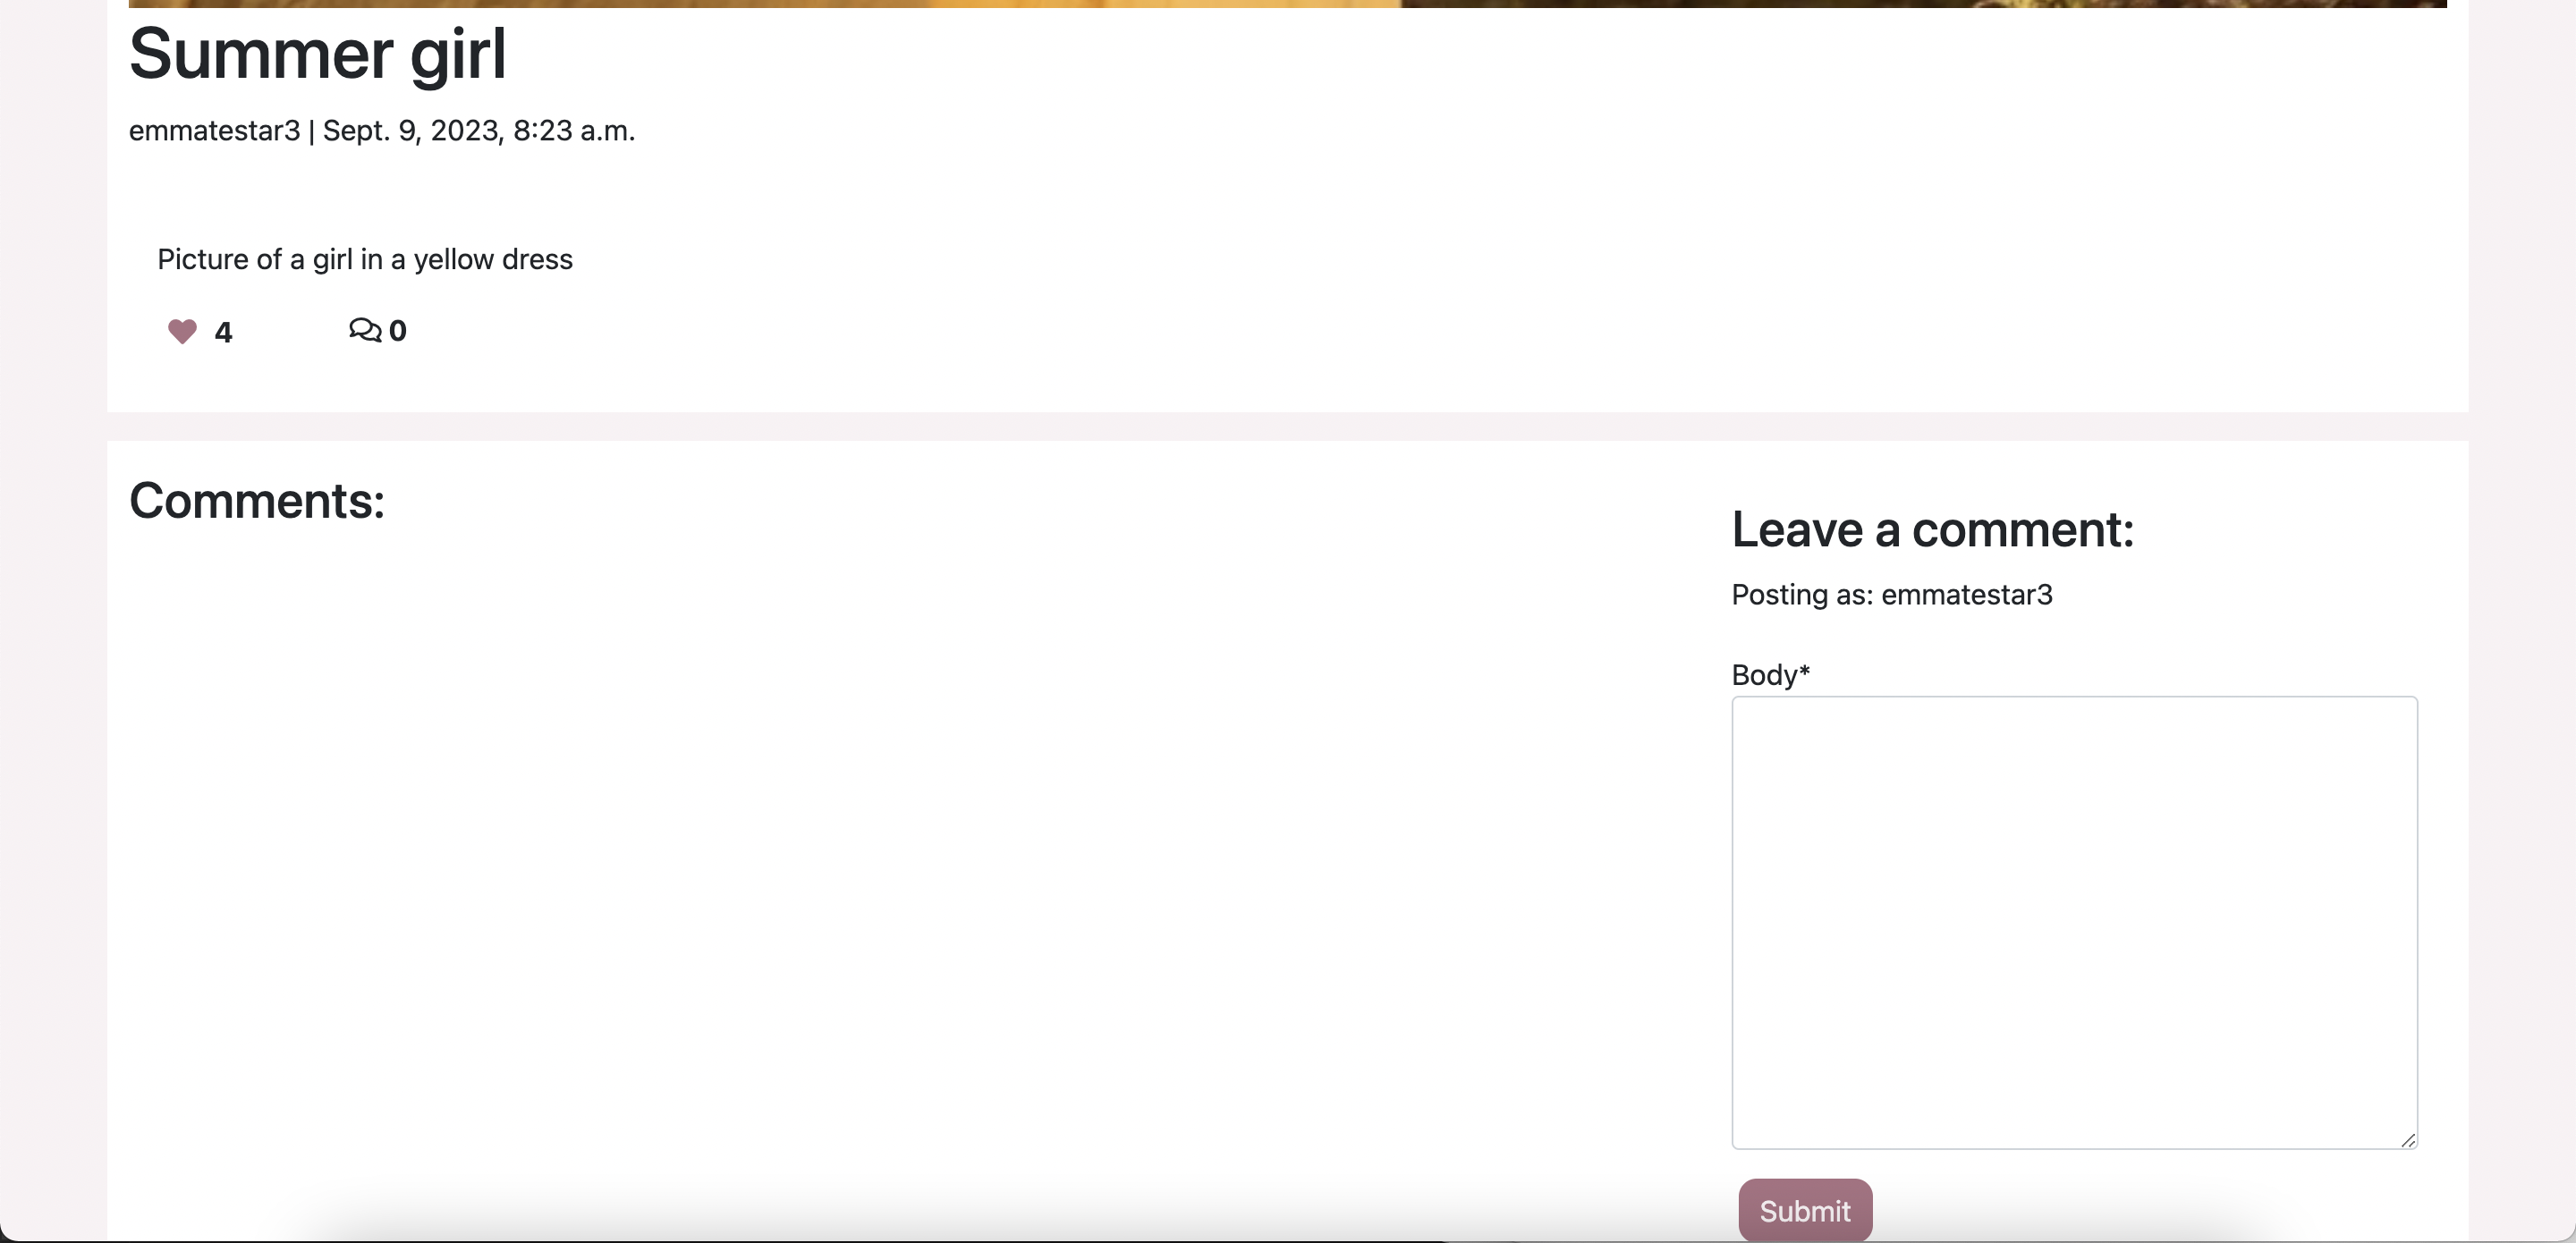 Summer girl
emmatestar3 | Sept. 9, 2023, 8:23 a.m.
Picture of a girl in a yellow dress
4 0
Comments:
Leave a comment:
Posting as: emmatestar3
Body*
Submit